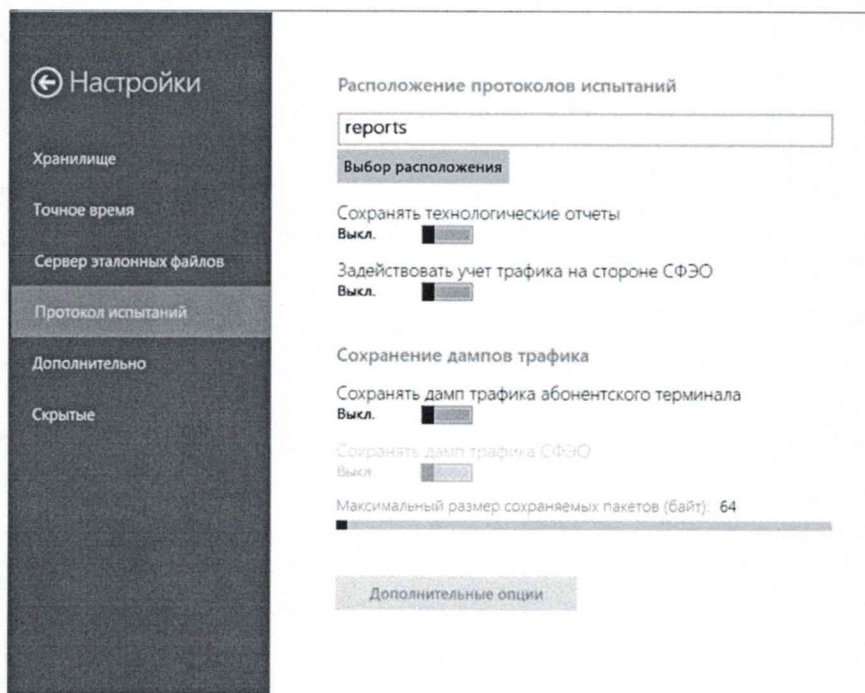 Настройки
Хранилище
Точное время
Сервер эталонных файлов
Протокол испытаний
Дополнительно
Скрытые
Расположение протоколов испытаний
reports
Выбор расположения
Сохранять технологические отчеты
Выкл.
Задействовать учет трафика на стороне СФЭО
Выкл.
Сохранение дампов трафика
Сохранять дамп трафика абонентского терминала
Выкл.
Сохранять дамп трафика СФЭО
Выкл.
Максимальный размер сохраняемых пакетов (байт): 64
Дополнительные опции